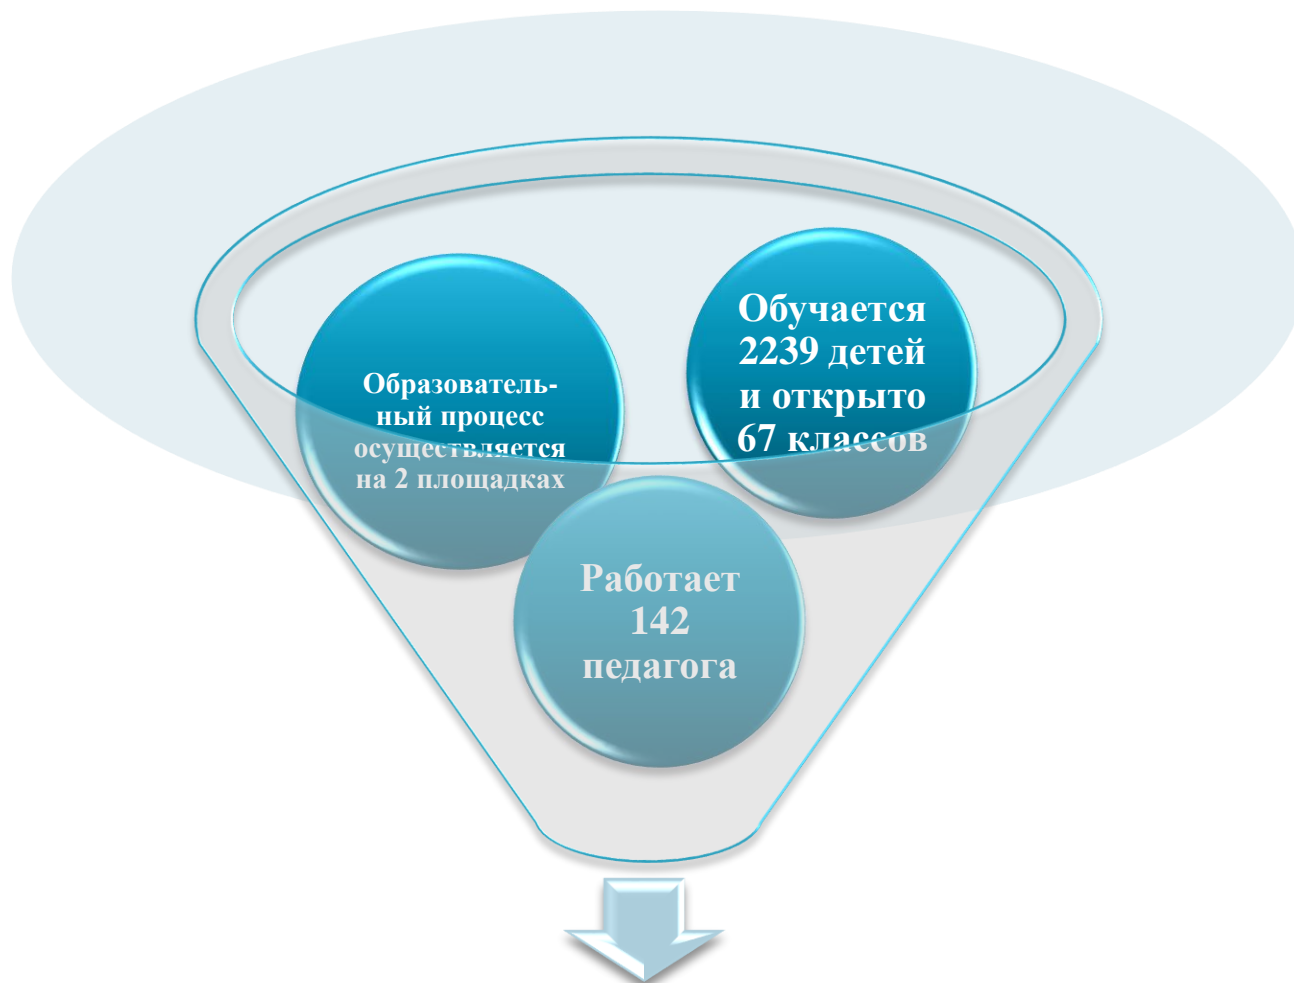 Образователь-
ный процесс
осуществляется
на 2 площадках
Обучается
2239 детей
и открыто
67 классов
Работает
142
педагога